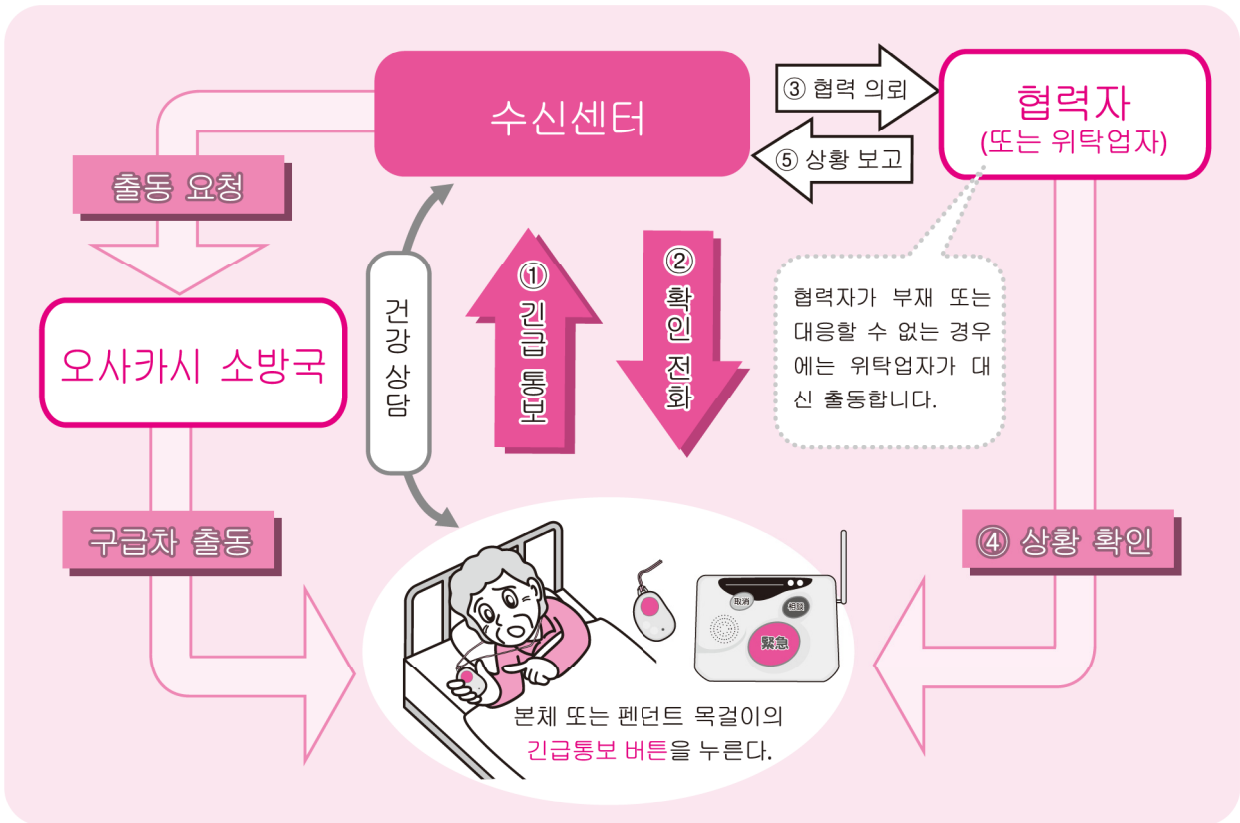 수신센터
③ 협력 의뢰
⑤ 상황 보고
협력자
(또는 위탁업자)
출동 요청
건강 상담
① 긴급 통보
② 확인 전화
협력자가 부재 또는
대응할 수 없는 경우
에는 위탁업자가 대
신 출동합니다.
오사카시 소방국
구급차 출동
④ 상황 확인
取消
相談
緊急
본체 또는 펜던트 목걸이의
긴급통보 버튼을 누른다.